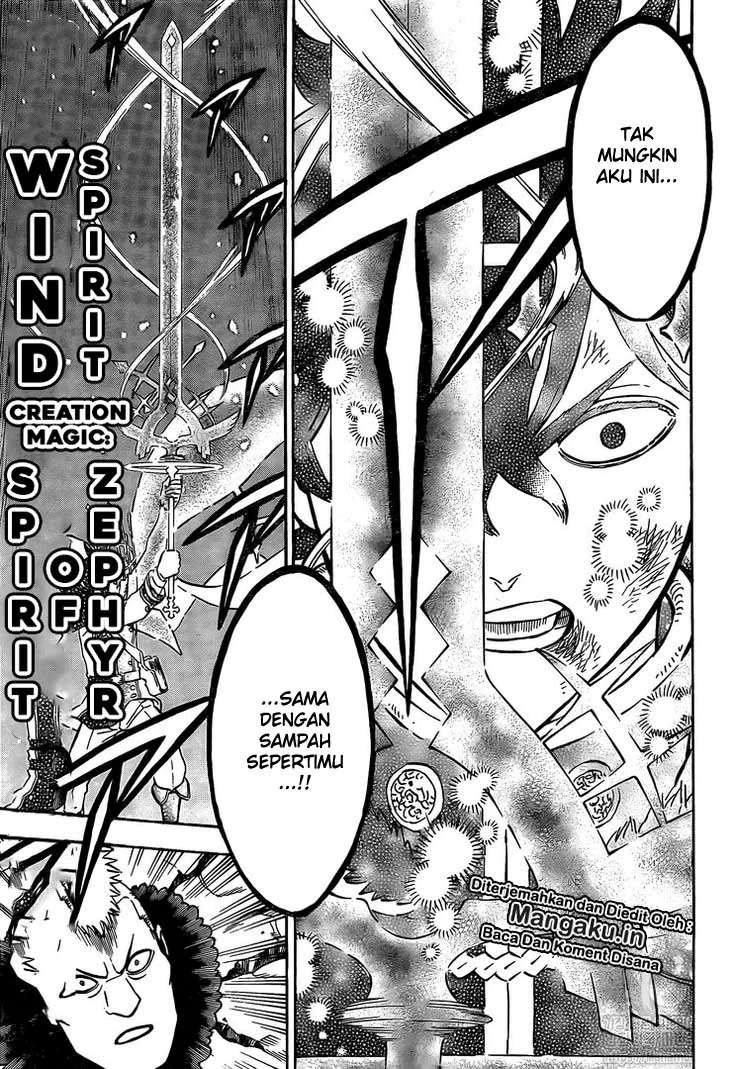 TAK
MUNGKIN
AKU INI...
...SAMA
DENGAN
SAMPAH
SEPERTIMU
...!!
SPIRIT
WIND
CREATION
MAGIC:
SPIRIT
OF
ZEPHYR
Diterjemahkan dan Diedit Oleh:
Mangaku.in
Baca Dan Koment Disana